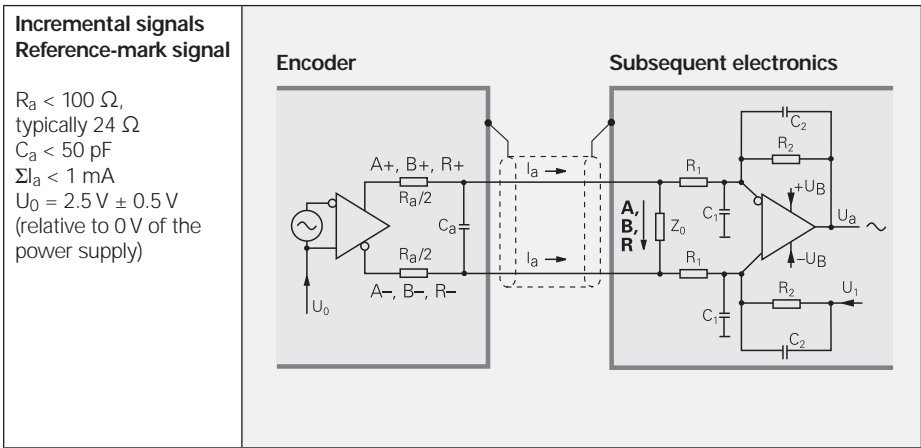 Incremental signals
Reference-mark signal
Rₐ < 100 Ω,
typically 24 Ω
Cₐ < 50 pF
ΣIₐ < 1 mA
U₀ = 2.5 V ± 0.5 V
(relative to 0 V of the
power supply)
Encoder
A+, B+, R+
Rₐ/2
Cₐ
Rₐ/2
A–, B–, R–
U₀
Iₐ
Iₐ
Subsequent electronics
C₂
R₂
R₁
+U_B
C₁
Uₐ
A,
B,
R
Z₀
R₁
–U_B
R₂
U₁
C₁
C₂